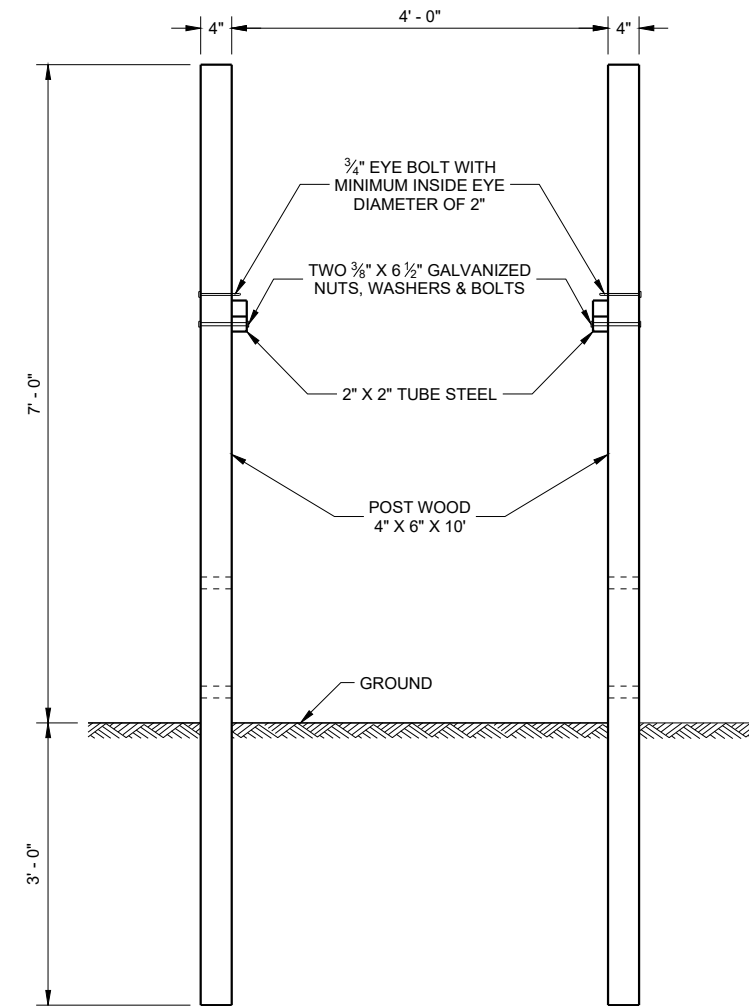 4"
4' - 0"
4"
¾" EYE BOLT WITH
MINIMUM INSIDE EYE
DIAMETER OF 2"
TWO ⅜" X 6 ½" GALVANIZED
NUTS, WASHERS & BOLTS
2" X 2" TUBE STEEL
7' - 0"
POST WOOD
4" X 6" X 10'
GROUND
3' - 0"